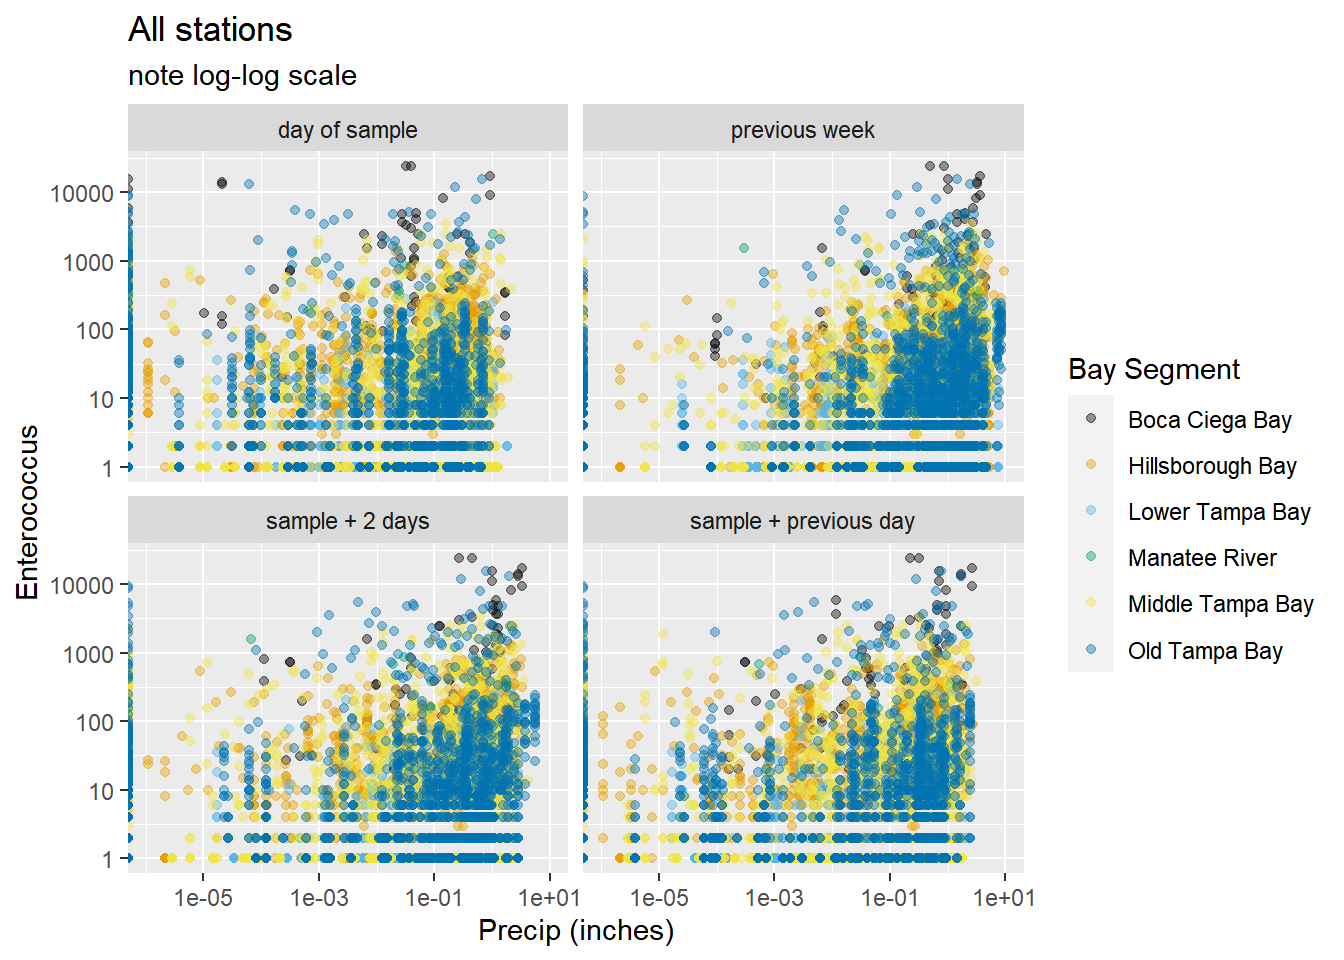 All stations
note log-log scale
day of sample
previous week
10000
1000
100
10
1
sample + 2 days
sample + previous day
10000
1000
100
10
1
1e-05
1e-03
1e-01
1e+01
1e-05
1e-03
1e-01
1e+01
Precip (inches)
Enterococcus
Bay Segment
Boca Ciega Bay
Hillsborough Bay
Lower Tampa Bay
Manatee River
Middle Tampa Bay
Old Tampa Bay